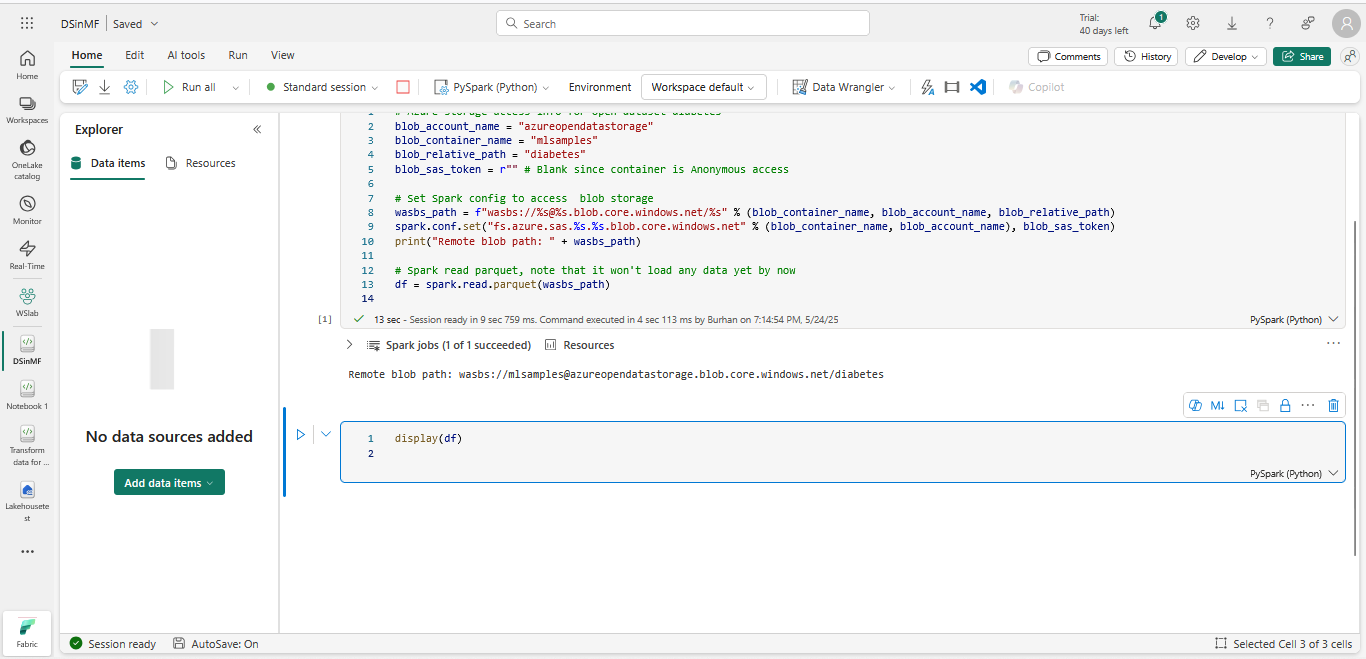 DSinMF
Saved
Search
Trial:
40 days left
1
Home
Edit
AI tools
Run
View
Comments
History
Develop
Share
Run all
Standard session
PySpark (Python)
Environment
Workspace default
Data Wrangler
Copilot
Home
Workspaces
OneLake
catalog
Monitor
Real-Time
WSlab
DSinMF
Notebook 1
Transform
data for ...
Lakehousete
st
Fabric
Explorer
Data items
Resources
No data sources added
Add data items
1 # Azure storage access info for open dataset diabetes
2 blob_account_name = "azureopendatastorage"
3 blob_container_name = "mlsamples"
4 blob_relative_path = "diabetes"
5 blob_sas_token = r"" # Blank since container is Anonymous access
6
7 # Set Spark config to access  blob storage
8 wasbs_path = f"wasbs://%s@%s.blob.core.windows.net/%s" % (blob_container_name, blob_account_name, blob_relative_path)
9 spark.conf.set("fs.azure.sas.%s.%s.blob.core.windows.net" % (blob_container_name, blob_account_name), blob_sas_token)
10 print("Remote blob path: " + wasbs_path)
11
12 # Spark read parquet, note that it won't load any data yet by now
13 df = spark.read.parquet(wasbs_path)
14
[1]
13 sec - Session ready in 9 sec 759 ms. Command executed in 4 sec 113 ms by Burhan on 7:14:54 PM, 5/24/25
PySpark (Python)
Spark jobs (1 of 1 succeeded)
Resources
Remote blob path: wasbs://mlsamples@azureopendatastorage.blob.core.windows.net/diabetes
M↓
1 display(df)
2
PySpark (Python)
Session ready
AutoSave: On
Selected Cell 3 of 3 cells